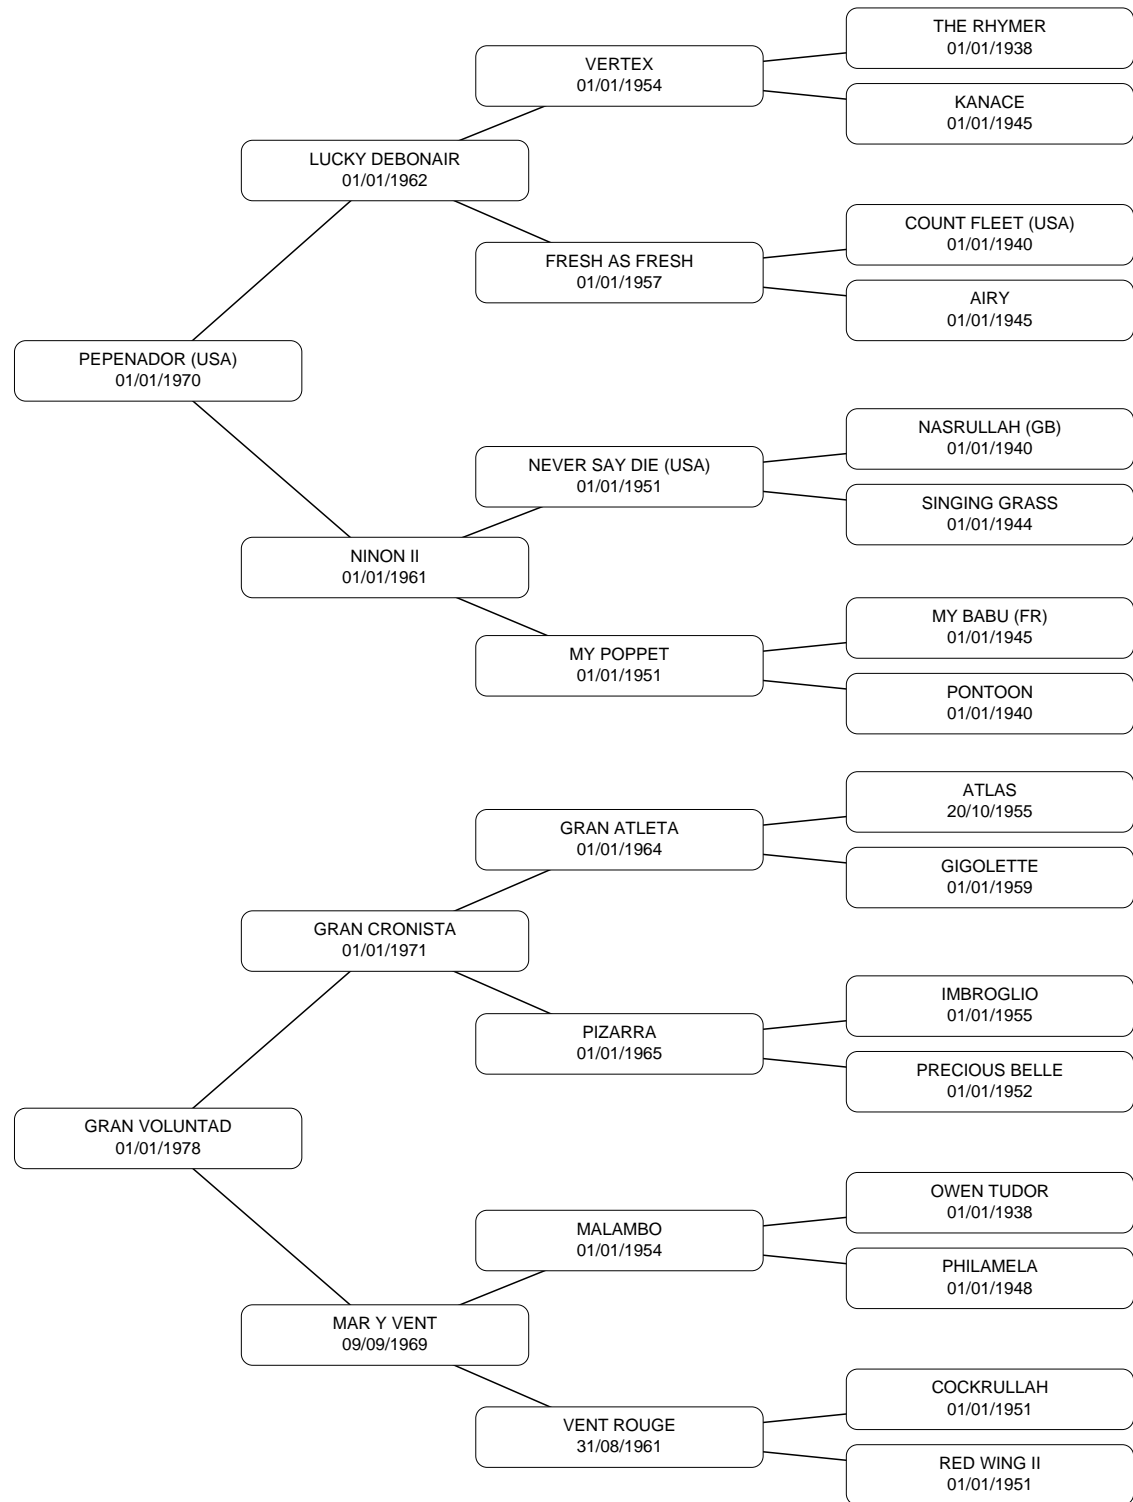 THE RHYMER
01/01/1938
VERTEX
01/01/1954
KANACE
01/01/1945
LUCKY DEBONAIR
01/01/1962
COUNT FLEET (USA)
01/01/1940
FRESH AS FRESH
01/01/1957
AIRY
01/01/1945
PEPENADOR (USA)
01/01/1970
NASRULLAH (GB)
01/01/1940
NEVER SAY DIE (USA)
01/01/1951
SINGING GRASS
01/01/1944
NINON II
01/01/1961
MY BABU (FR)
01/01/1945
MY POPPET
01/01/1951
PONTOON
01/01/1940
ATLAS
20/10/1955
GRAN ATLETA
01/01/1964
GIGOLETTE
01/01/1959
GRAN CRONISTA
01/01/1971
IMBROGLIO
01/01/1955
PIZARRA
01/01/1965
PRECIOUS BELLE
01/01/1952
GRAN VOLUNTAD
01/01/1978
OWEN TUDOR
01/01/1938
MALAMBO
01/01/1954
PHILAMELA
01/01/1948
MAR Y VENT
09/09/1969
COCKRULLAH
01/01/1951
VENT ROUGE
31/08/1961
RED WING II
01/01/1951